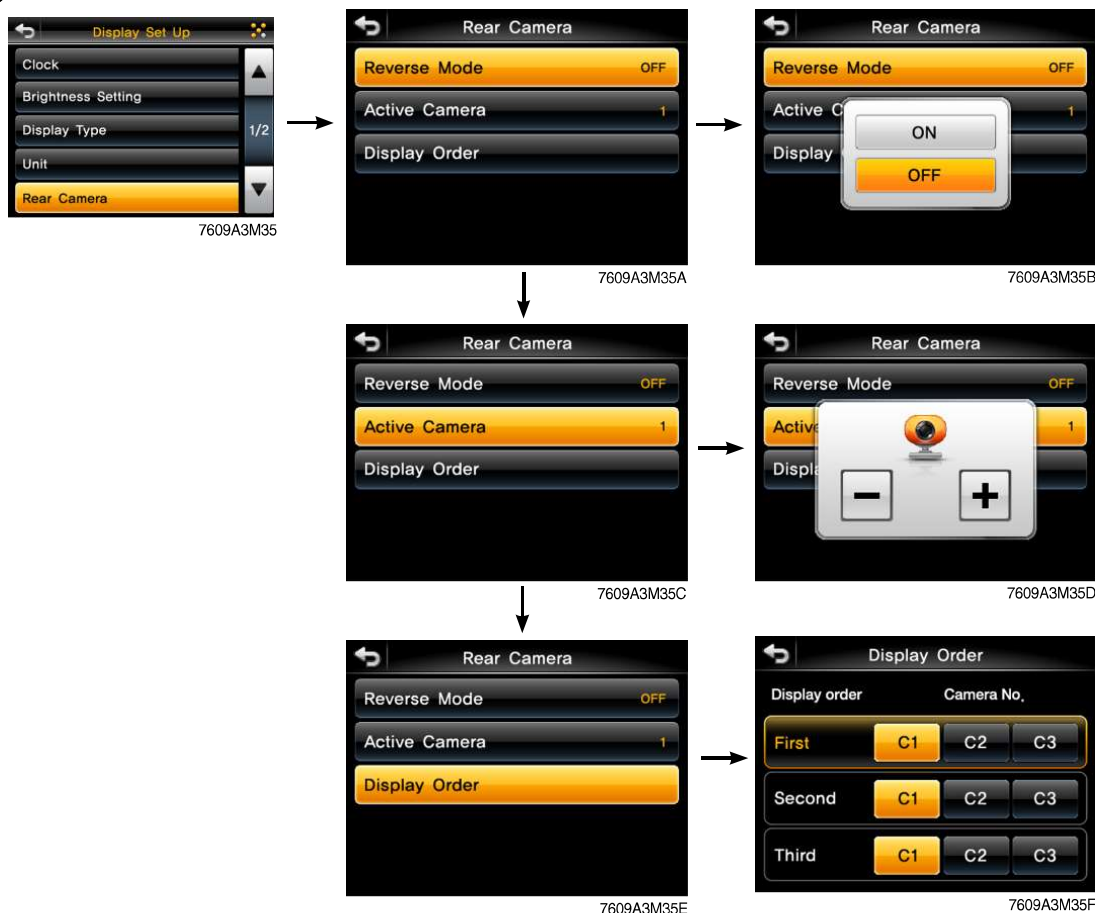 Display Set Up
Clock
Brightness Setting
Display Type
1/2
Unit
Rear Camera
7609A3M35
Rear Camera
Reverse Mode OFF
Active Camera 1
Display Order
7609A3M35A
Rear Camera
Reverse Mode OFF
Active C 1
ON
Display
OFF
7609A3M35B
Rear Camera
Reverse Mode OFF
Active Camera 1
Display Order
7609A3M35C
Rear Camera
Reverse Mode OFF
Active 1
Displa
− +
7609A3M35D
Rear Camera
Reverse Mode OFF
Active Camera 1
Display Order
7609A3M35E
Display Order
Display order Camera No.
First C1 C2 C3
Second C1 C2 C3
Third C1 C2 C3
7609A3M35F